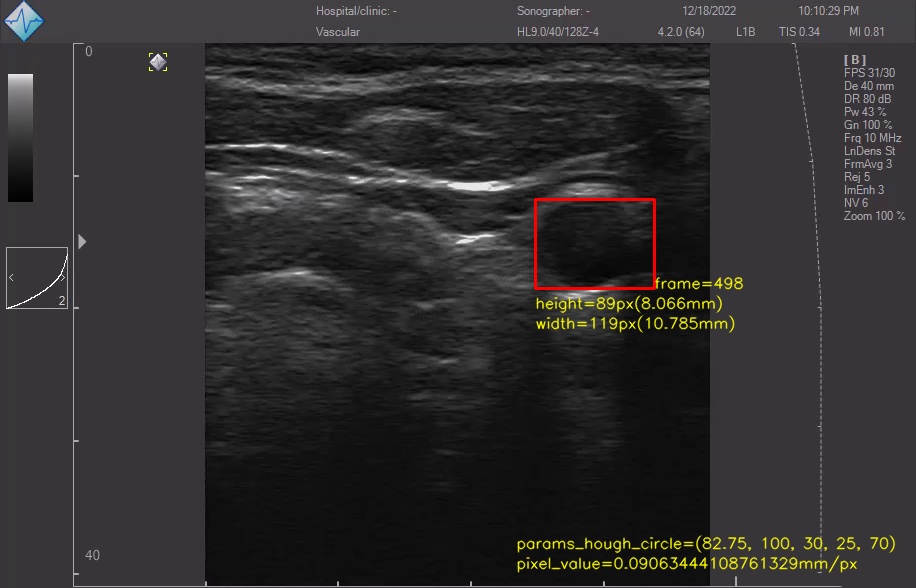 Hospital/clinic: - Sonographer: - 12/18/2022 10:10:29 PM
Vascular HL9.0/40/128Z-4 4.2.0 (64) L1B TIS 0.34 MI 0.81
0
[ B ]
FPS 31/30
De 40 mm
DR 80 dB
Pw 43 %
Gn 100 %
Frq 10 MHz
LnDens St
FrmAvg 3
Rej 5
ImEnh 3
NV 6
Zoom 100 %
2
frame=498
height=89px(8.066mm)
width=119px(10.785mm)
40
params_hough_circle=(82.75, 100, 30, 25, 70)
pixel_value=0.09063444108761329mm/px